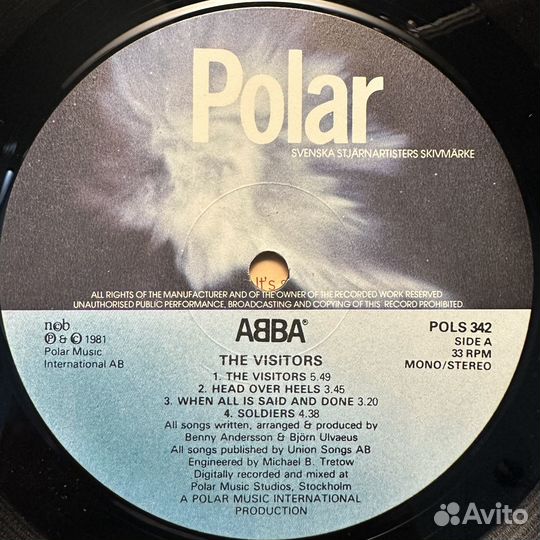 Polar
SVENSKA STJÄRNARTISTERS SKIVMÄRKE
It's
ALL RIGHTS OF THE MANUFACTURER AND OF THE OWNER OF THE RECORDED WORK RESERVED
UNAUTHORISED PUBLIC PERFORMANCE, BROADCASTING AND COPYING OF THIS RECORD PROHIBITED.
ncb
℗ & © 1981
Polar Music
International AB
ABBA®
POLS 342
SIDE A
33 RPM
MONO/STEREO
THE VISITORS
1. THE VISITORS 5.49
2. HEAD OVER HEELS 3.45
3. WHEN ALL IS SAID AND DONE 3.20
4. SOLDIERS 4.38
All songs written, arranged & produced by
Benny Andersson & Björn Ulvaeus
All songs published by Union Songs AB
Engineered by Michael B. Tretow
Digitally recorded and mixed at
Polar Music Studios, Stockholm
A POLAR MUSIC INTERNATIONAL
PRODUCTION
Avito